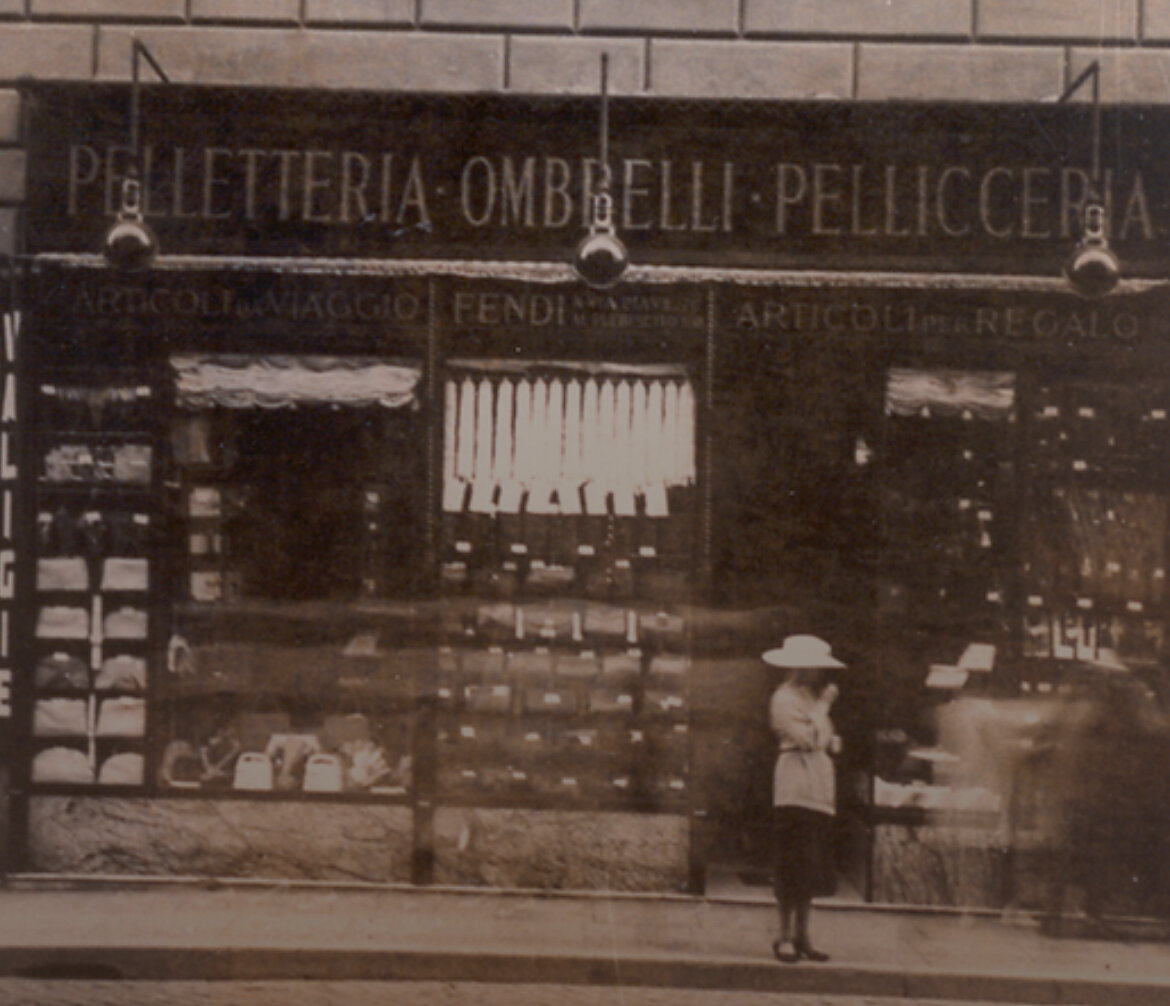 PELLETTERIA · OMBRELLI · PELLICCERIA
ARTICOLI DA VIAGGIO
FENDI
ARTICOLI PER REGALO
VALIGIE